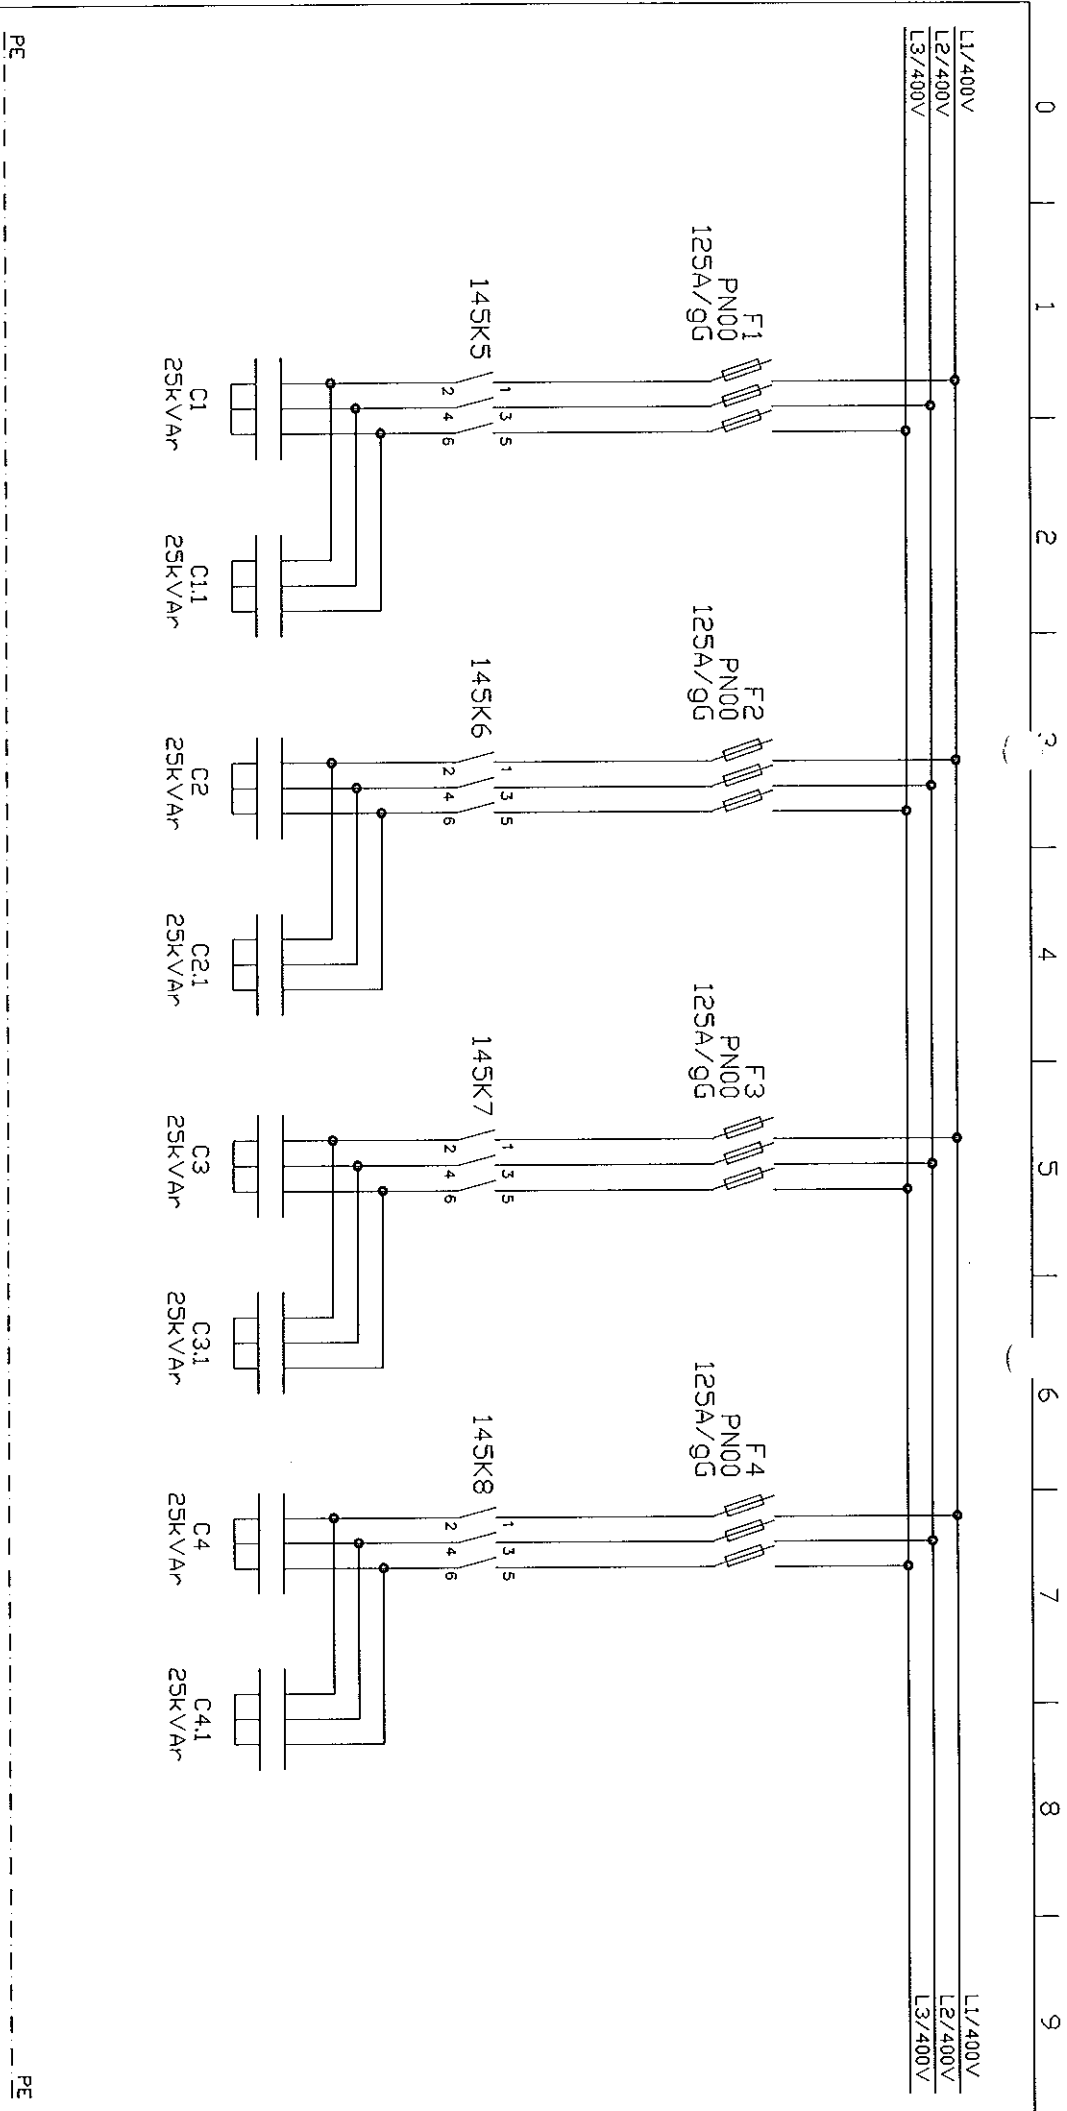 0 1 2 3 4 5 6 7 8 9
L1/400V L1/400V
L2/400V L2/400V
L3/400V L3/400V
F1 F2 F3 F4
PN00 PN00 PN00 PN00
125A/gG 125A/gG 125A/gG 125A/gG
1 3 5 1 3 5 1 3 5 1 3 5
145K5 145K6 145K7 145K8
2 4 6 2 4 6 2 4 6 2 4 6
C1 C1.1 C2 C2.1 C3 C3.1 C4 C4.1
25kVAr 25kVAr 25kVAr 25kVAr 25kVAr 25kVAr 25kVAr 25kVAr
PE PE